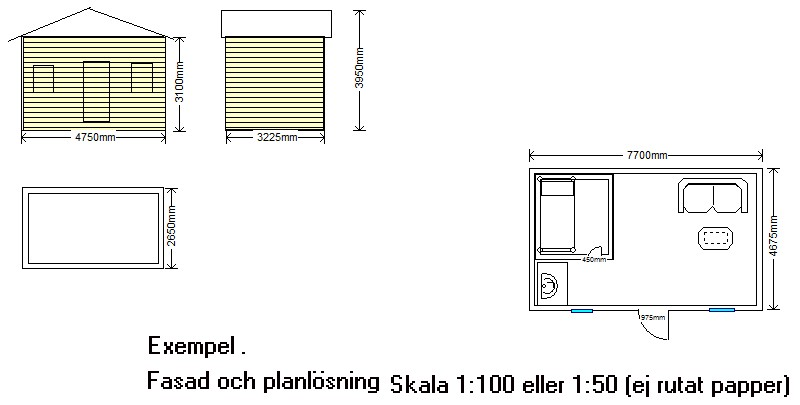 3100mm
3950mm
4750mm
3225mm
7700mm
2650mm
4675mm
450mm
975mm
Exempel.
Fasad och planlösning Skala 1:100 eller 1:50 (ej rutat papper)